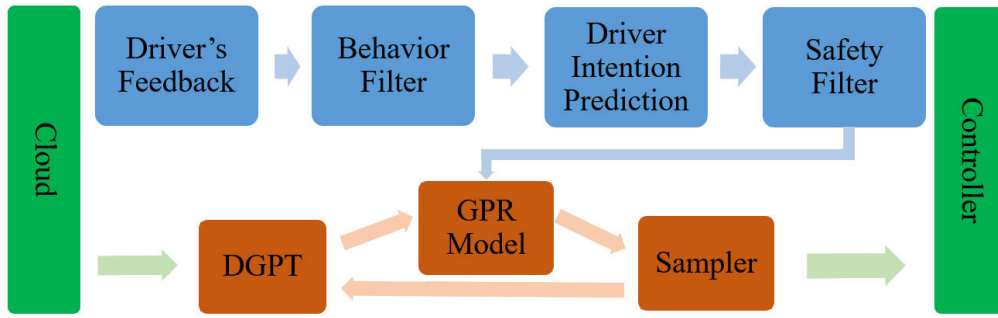 Cloud
Driver's
Feedback
Behavior
Filter
Driver
Intention
Prediction
Safety
Filter
Controller
GPR
Model
DGPT
Sampler